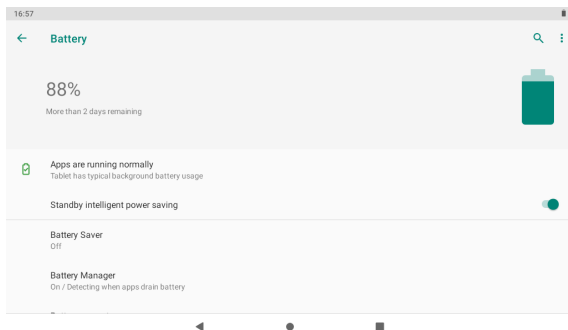 16:57
Battery
88%
More than 2 days remaining
Apps are running normally
Tablet has typical background battery usage
Standby intelligent power saving
Battery Saver
Off
Battery Manager
On / Detecting when apps drain battery